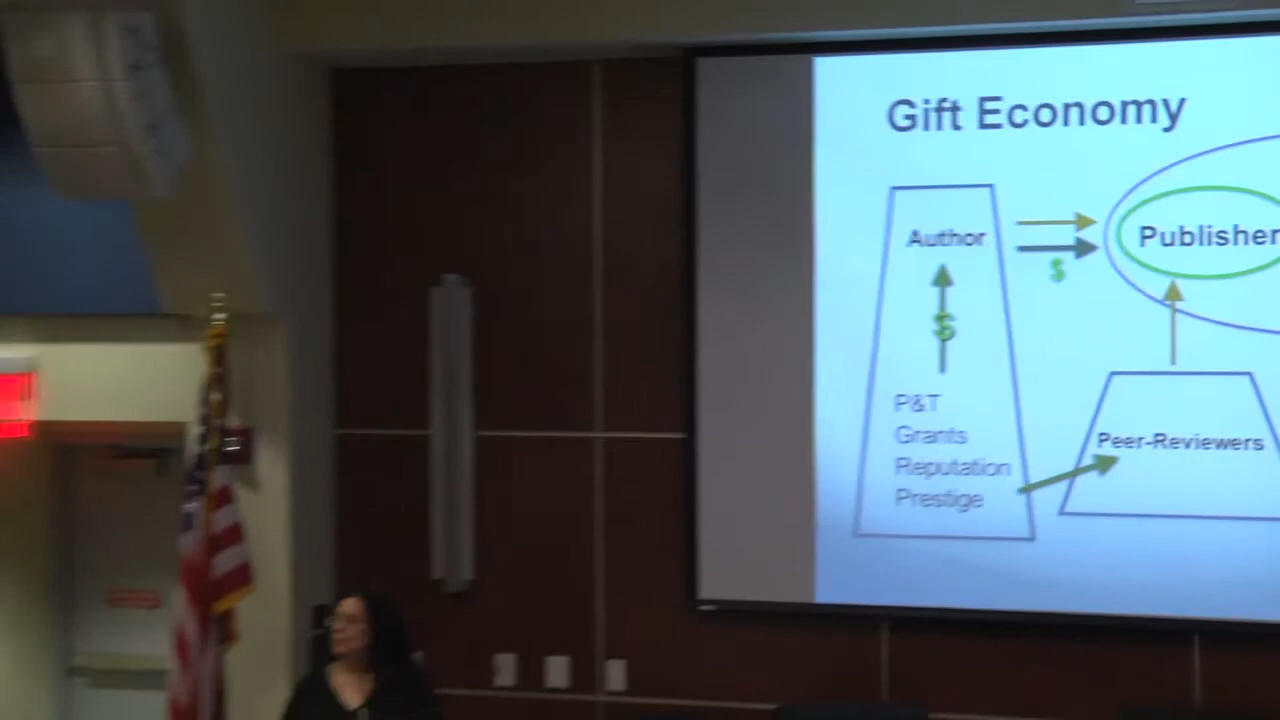 Gift Economy
Author
Publisher
$
$
P&T
Grants
Reputation
Prestige
Peer-Reviewers